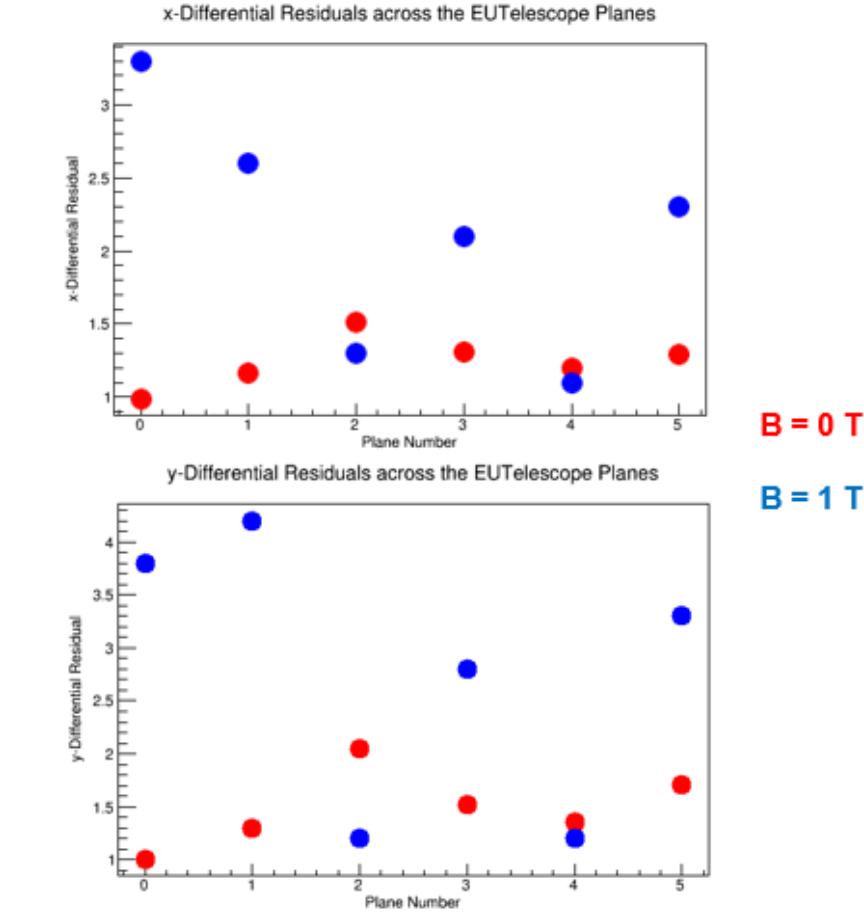 x-Differential Residuals across the EUTelescope Planes
x-Differential Residual
3
2.5
2
1.5
1
0 1 2 3 4 5
Plane Number
B = 0 T
y-Differential Residuals across the EUTelescope Planes
B = 1 T
y-Differential Residual
4
3.5
3
2.5
2
1.5
1
0 1 2 3 4 5
Plane Number